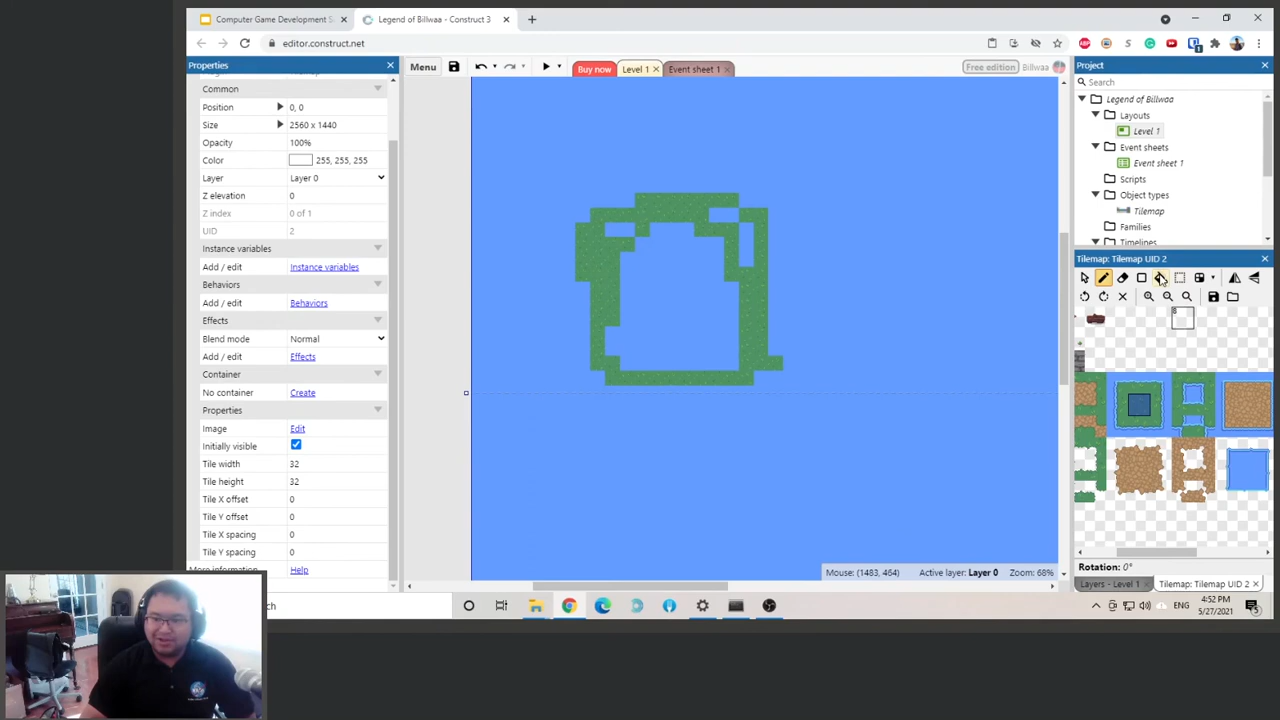 Computer Game Development S
Legend of Billwaa - Construct 3
editor.construct.net
Properties
Menu
Buy now
Level 1
Event sheet 1
Free edition
Billwaa
Common
Position
0, 0
Size
2560 x 1440
Opacity
100%
Color
255, 255, 255
Layer
Layer 0
Z elevation
0
Z index
0 of 1
UID
2
Instance variables
Add / edit
Instance variables
Behaviors
Add / edit
Behaviors
Effects
Blend mode
Normal
Add / edit
Effects
Container
No container
Create
Properties
Image
Edit
Initially visible
Tile width
32
Tile height
32
Tile X offset
0
Tile Y offset
0
Tile X spacing
0
Tile Y spacing
0
More information
Help
Project
Search
Legend of Billwaa
Layouts
Level 1
Event sheets
Event sheet 1
Scripts
Object types
Tilemap
Families
Timelines
Tilemap: Tilemap UID 2
Rotation: 0°
Layers - Level 1
Tilemap: Tilemap UID 2
Mouse: (1483, 464)
Active layer: Layer 0
Zoom: 68%
ch
ENG
4:52 PM
5/27/2021